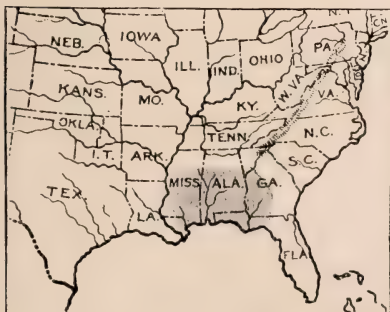 N.
CN.
NEB.
IOWA
PA.
ILL.
IND.
OHIO
W.VA.
VA.
KANS.
MO.
KY.
OKLA.
TENN.
N.C.
I.T.
ARK.
S.C.
MISS.
ALA.
GA.
TEX.
LA.
FLA.